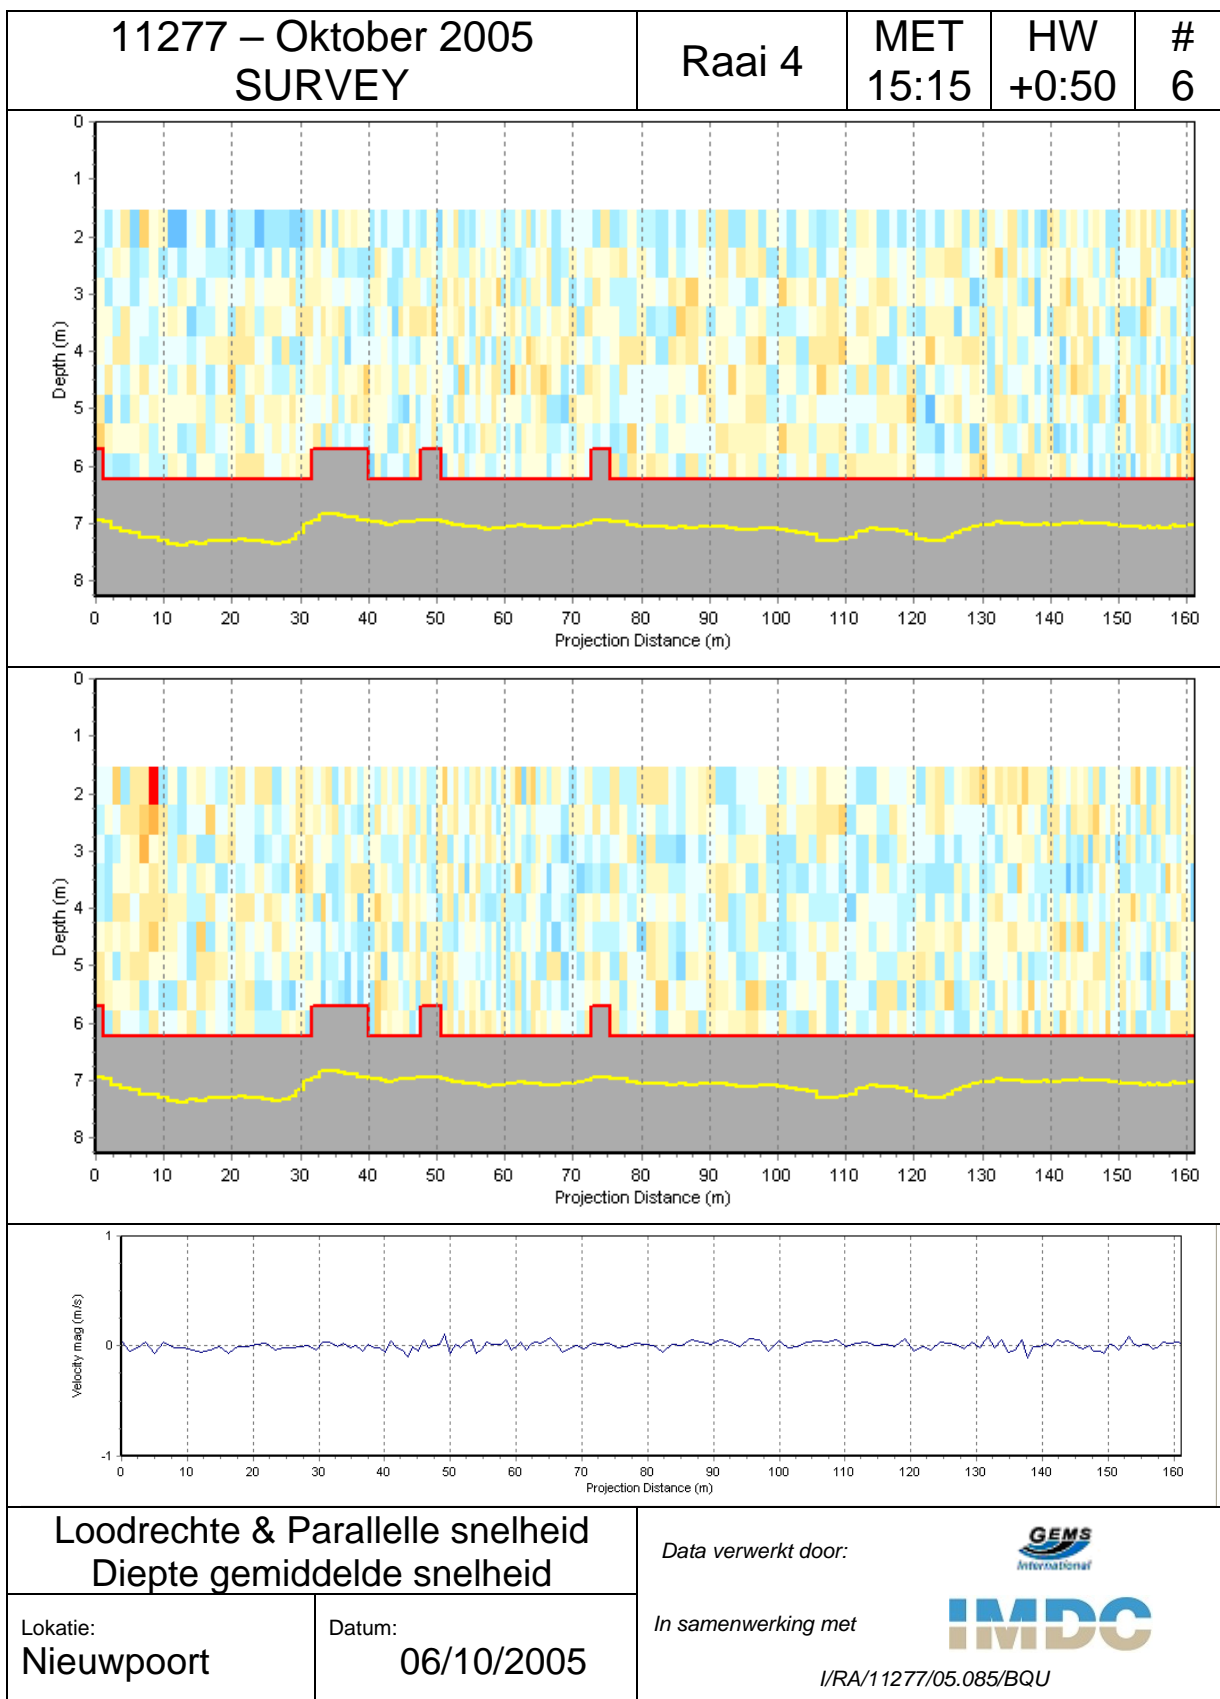 11277 – Oktober 2005
SURVEY
Raai 4
MET
15:15
HW
+0:50
#
6
0
1
2
3
4
5
6
7
8
Depth (m)
0 10 20 30 40 50 60 70 80 90 100 110 120 130 140 150 160
Projection Distance (m)
0
1
2
3
4
5
6
7
8
Depth (m)
0 10 20 30 40 50 60 70 80 90 100 110 120 130 140 150 160
Projection Distance (m)
1
0
-1
Velocity mag (m/s)
0 10 20 30 40 50 60 70 80 90 100 110 120 130 140 150 160
Projection Distance (m)
Loodrechte & Parallelle snelheid
Diepte gemiddelde snelheid
Data verwerkt door:
GEMS
International
Lokatie:
Nieuwpoort
Datum:
06/10/2005
In samenwerking met
IMDC
I/RA/11277/05.085/BQU